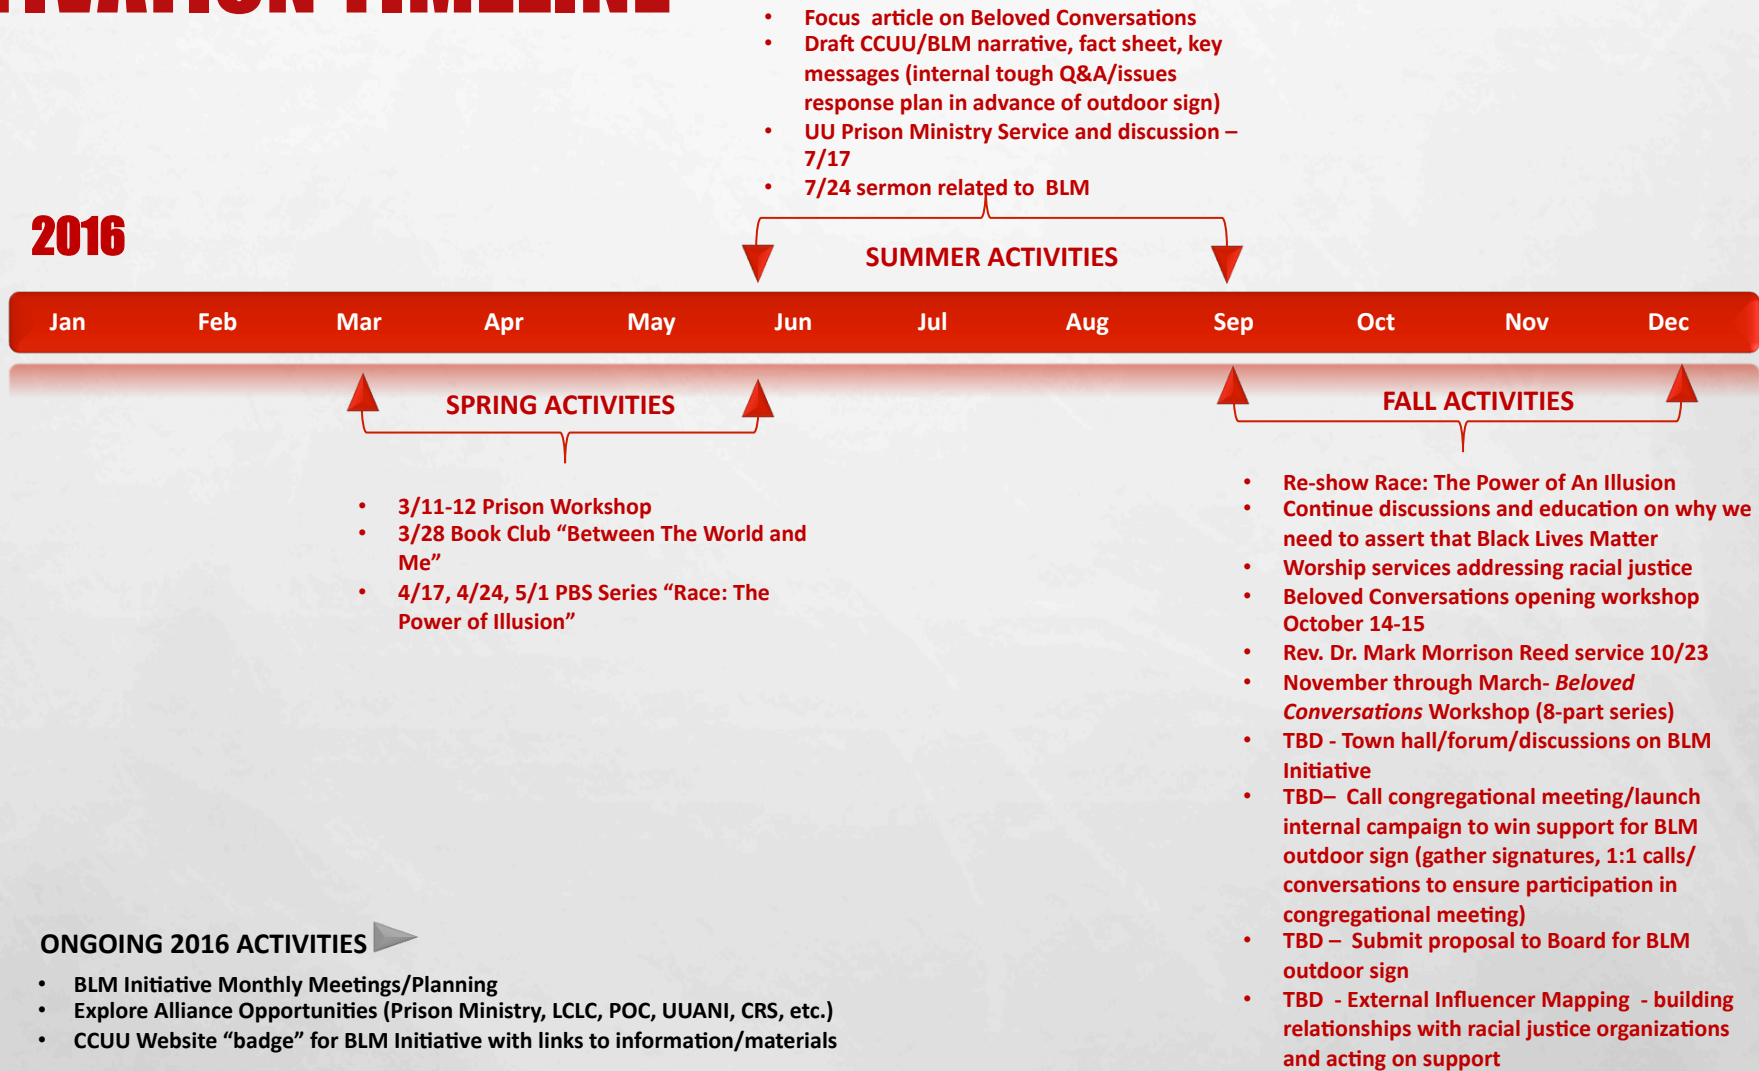 TIMELINE
• Focus article on Beloved Conversations
• Draft CCUU/BLM narrative, fact sheet, key
messages (internal tough Q&A/issues
response plan in advance of outdoor sign)
• UU Prison Ministry Service and discussion –
7/17
• 7/24 sermon related to BLM
2016
SUMMER ACTIVITIES
Jan Feb Mar Apr May Jun Jul Aug Sep Oct Nov Dec
SPRING ACTIVITIES
• 3/11-12 Prison Workshop
• 3/28 Book Club “Between The World and
Me”
• 4/17, 4/24, 5/1 PBS Series “Race: The
Power of Illusion”
FALL ACTIVITIES
• Re-show Race: The Power of An Illusion
• Continue discussions and education on why we
need to assert that Black Lives Matter
• Worship services addressing racial justice
• Beloved Conversations opening workshop
October 14-15
• Rev. Dr. Mark Morrison Reed service 10/23
• November through March- Beloved
Conversations Workshop (8-part series)
• TBD - Town hall/forum/discussions on BLM
Initiative
• TBD– Call congregational meeting/launch
internal campaign to win support for BLM
outdoor sign (gather signatures, 1:1 calls/
conversations to ensure participation in
congregational meeting)
• TBD – Submit proposal to Board for BLM
outdoor sign
• TBD - External Influencer Mapping - building
relationships with racial justice organizations
and acting on support
ONGOING 2016 ACTIVITIES
• BLM Initiative Monthly Meetings/Planning
• Explore Alliance Opportunities (Prison Ministry, LCLC, POC, UUANI, CRS, etc.)
• CCUU Website “badge” for BLM Initiative with links to information/materials